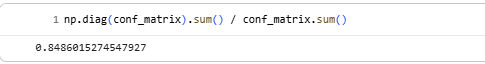 1 np.diag(conf_matrix).sum() / conf_matrix.sum()
0.8486015274547927